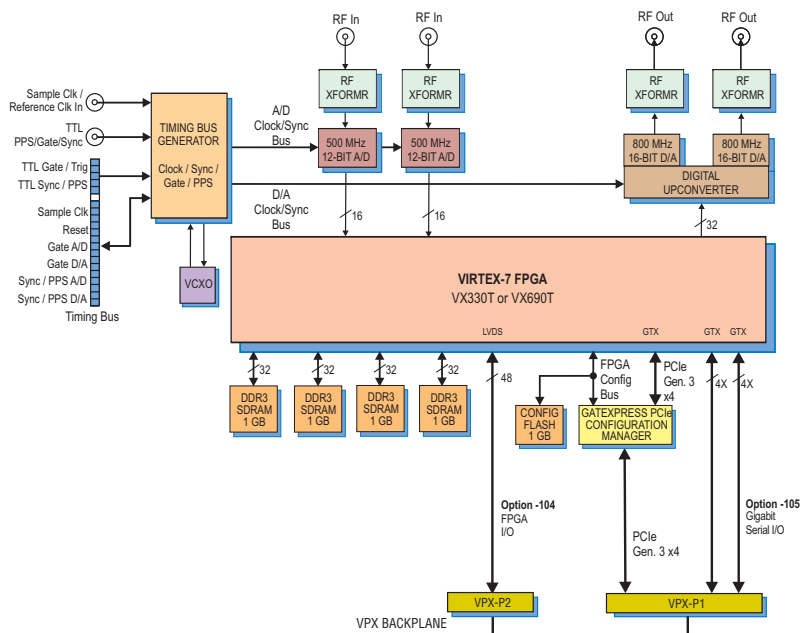 RF In
RF In
RF Out
RF Out
Sample Clk /
Reference Clk In
TTL
PPS/Gate/Sync
TTL Gate / Trig
TTL Sync / PPS
Sample Clk
Reset
Gate A/D
Gate D/A
Sync / PPS A/D
Sync / PPS D/A
Timing Bus
TIMING BUS
GENERATOR
Clock / Sync /
Gate / PPS
VCXO
A/D
Clock/Sync
Bus
D/A
Clock/Sync
Bus
RF
XFORMR
RF
XFORMR
500 MHz
12-BIT A/D
500 MHz
12-BIT A/D
16
16
RF
XFORMR
RF
XFORMR
800 MHz
16-BIT D/A
800 MHz
16-BIT D/A
DIGITAL
UPCONVERTER
32
VIRTEX-7 FPGA
VX330T or VX690T
LVDS
GTX
GTX
GTX
32
32
32
32
48
FPGA
Config
Bus
PCIe
Gen. 3
x4
4X
4X
DDR3
SDRAM
1 GB
DDR3
SDRAM
1 GB
DDR3
SDRAM
1 GB
DDR3
SDRAM
1 GB
CONFIG
FLASH
1 GB
GATEXPRESS PCIe
CONFIGURATION
MANAGER
Option -104
FPGA
I/O
PCIe
Gen. 3 x4
Option -105
Gigabit
Serial I/O
VPX-P2
VPX-P1
VPX BACKPLANE